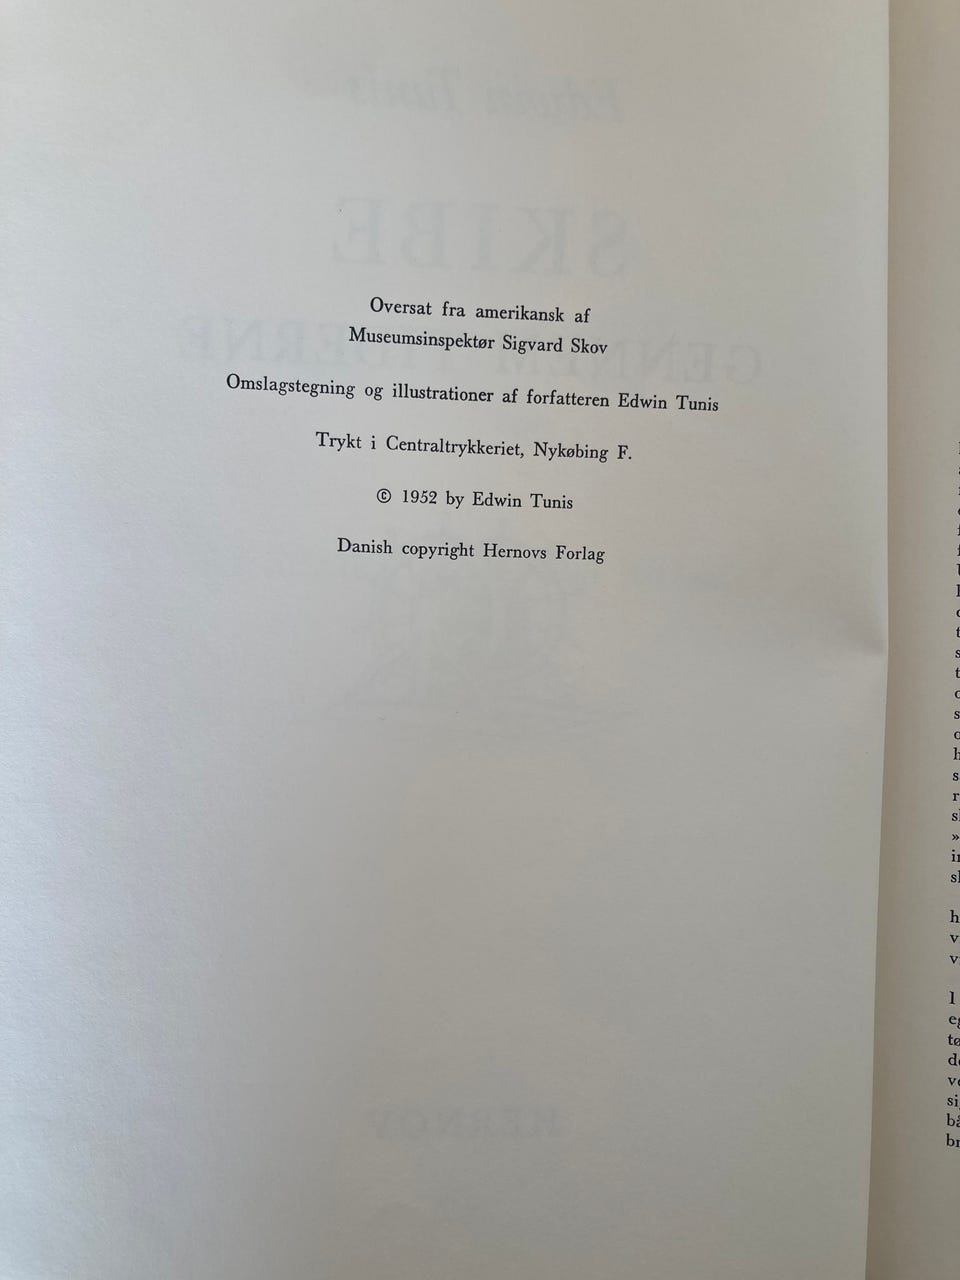 Oversat fra amerikansk af
Museumsinspektør Sigvard Skov
Omslagstegning og illustrationer af forfatteren Edwin Tunis
Trykt i Centraltrykkeriet, Nykøbing F.
© 1952 by Edwin Tunis
Danish copyright Hernovs Forlag